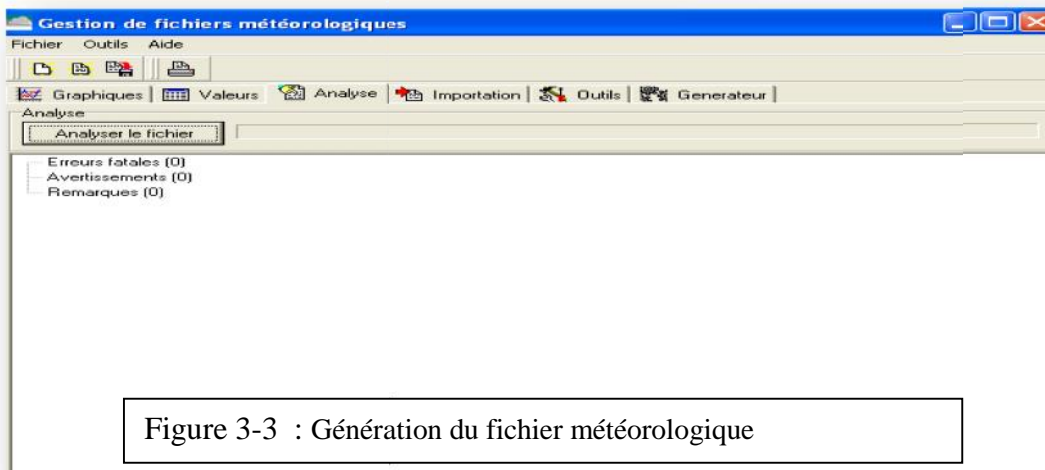 Gestion de fichiers météorologiques
Fichier Outils Aide
Graphiques Valeurs Analyse Importation Outils Generateur
Analyse
Analyser le fichier
Erreurs fatales (0)
Avertissements (0)
Remarques (0)
Figure 3-3 : Génération du fichier météorologique